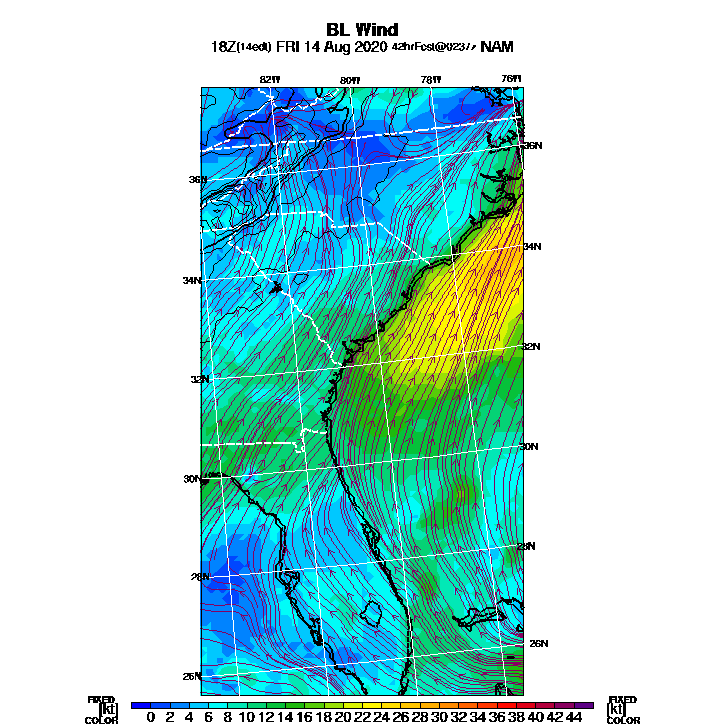 BL Wind
18Z(14edt) FRI 14 Aug 2020 42hrFcst@0237z NAM
82W 80W 78W 76W
36N
36N
34N
34N
32N
32N
30N
30N
28N
28N
26N
26N
FIXED FIXED
[kt] 0 2 4 6 8 10 12 14 16 18 20 22 24 26 28 30 32 34 36 38 40 42 44 [kt]
COLOR COLOR